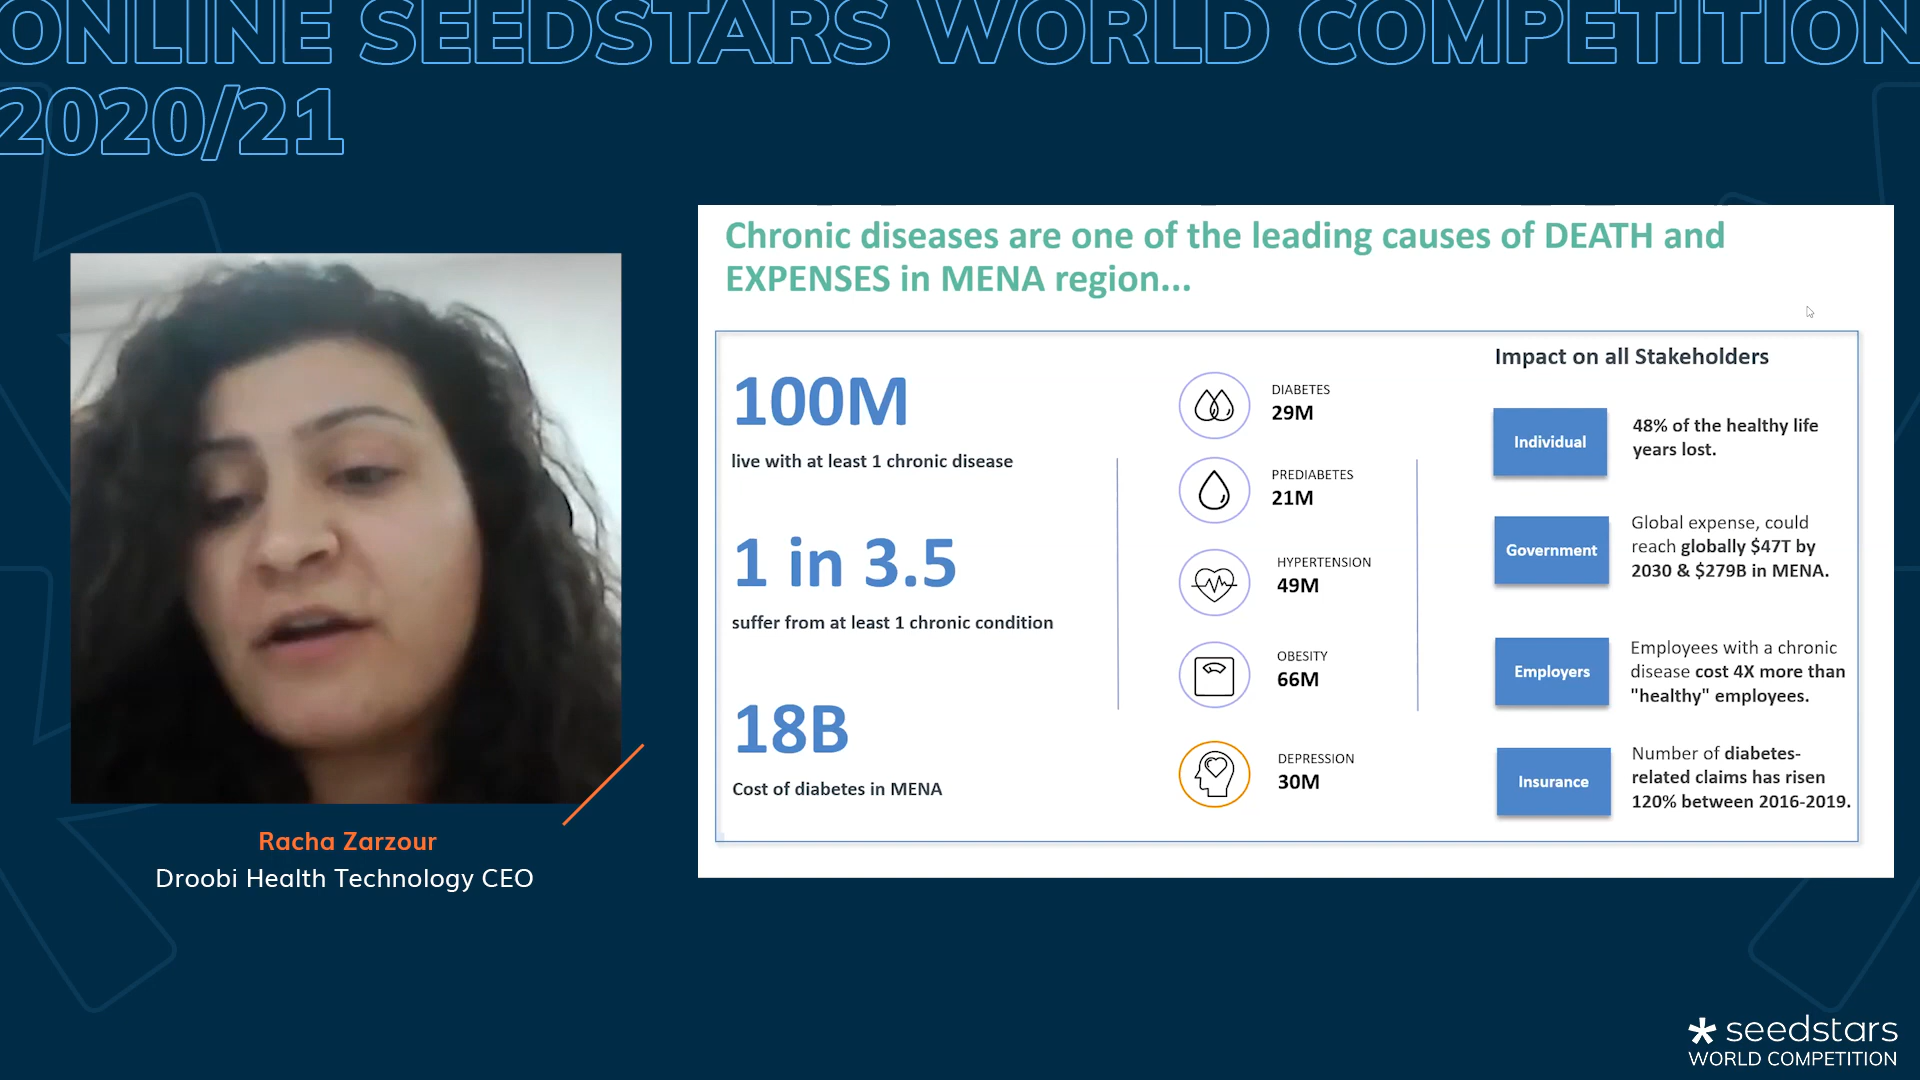 ONLINE SEEDSTARS WORLD COMPETITION
2020/21
Chronic diseases are one of the leading causes of DEATH and
EXPENSES in MENA region...
100M
live with at least 1 chronic disease
1 in 3.5
suffer from at least 1 chronic condition
18B
Cost of diabetes in MENA
DIABETES
29M
PREDIABETES
21M
HYPERTENSION
49M
OBESITY
66M
DEPRESSION
30M
Impact on all Stakeholders
Individual
48% of the healthy life
years lost.
Government
Global expense, could
reach globally $47T by
2030 & $279B in MENA.
Employers
Employees with a chronic
disease cost 4X more than
"healthy" employees.
Insurance
Number of diabetes-
related claims has risen
120% between 2016-2019.
Racha Zarzour
Droobi Health Technology CEO
seedstars
WORLD COMPETITION